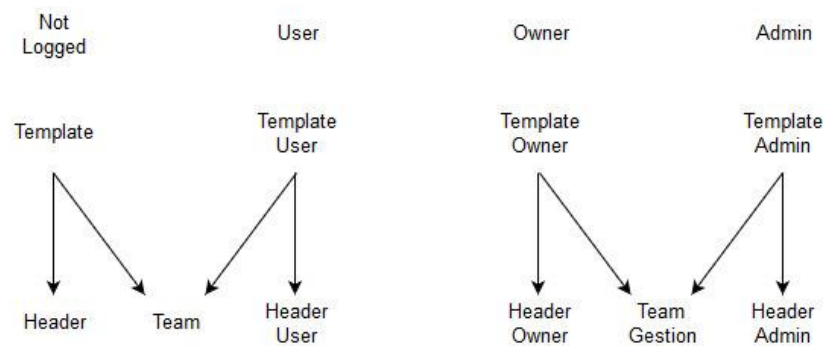 Not
Logged
User
Owner
Admin
Template
Template
User
Template
Owner
Template
Admin
Header
Team
Header
User
Header
Owner
Team
Gestion
Header
Admin